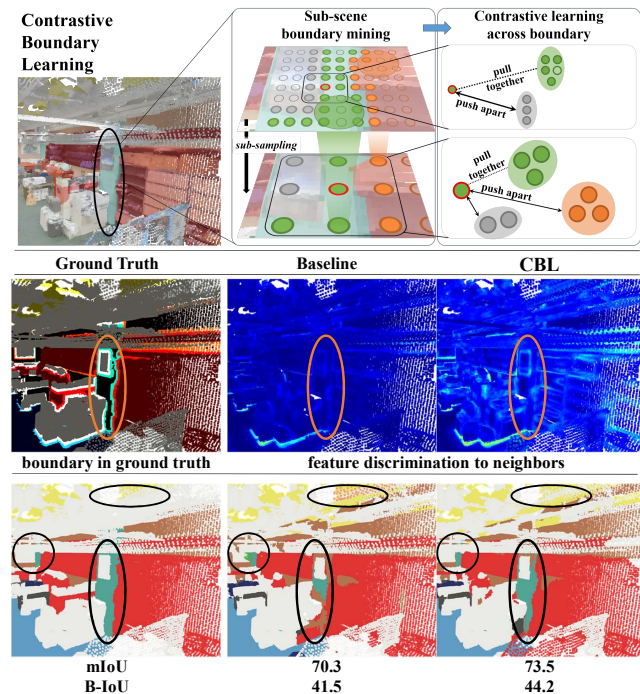 Contrastive
Boundary
Learning
Sub-scene
boundary mining
Contrastive learning
across boundary
pull
together
push apart
sub-sampling
pull
together
push apart
Ground Truth
Baseline
CBL
boundary in ground truth
feature discrimination to neighbors
mIoU 70.3 73.5
B-IoU 41.5 44.2